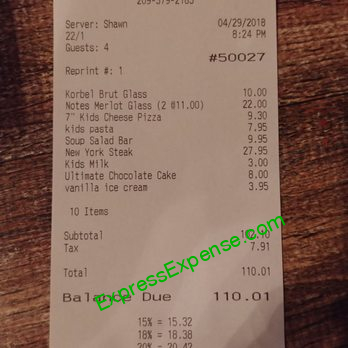 209-379-2183
Server: Shawn 04/29/2018
22/1 8:24 PM
Guests: 4
#50027
Reprint #: 1
Korbel Brut Glass 10.00
Notes Merlot Glass (2 @11.00) 22.00
7" Kids Cheese Pizza 9.30
kids pasta 7.95
Soup Salad Bar 9.95
New York Steak 27.95
Kids Milk 3.00
Ultimate Chocolate Cake 8.00
vanilla ice cream 3.95
10 Items
Subtotal 102.10
Tax 7.91
Total 110.01
Balance Due 110.01
15% = 15.32
18% = 18.38
20% = 20.42
ExpressExpense.com